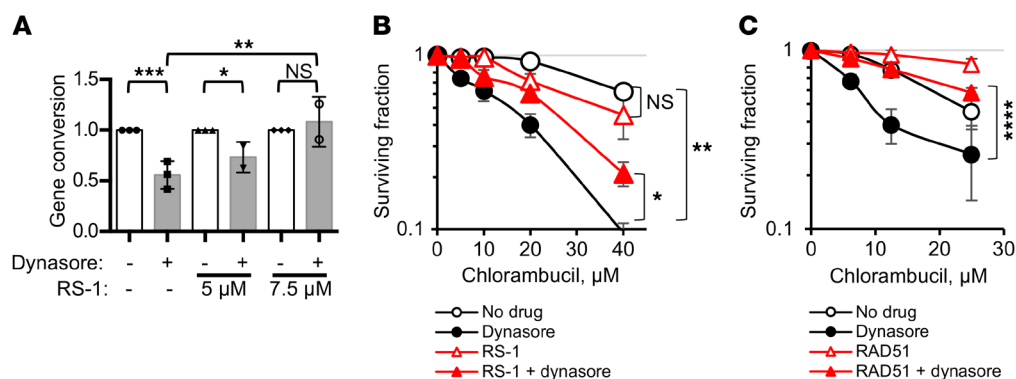 A
***
*
**
NS
Gene conversion
1.5
1.0
0.5
0.0
Dynasore: - + - + - +
RS-1: - - 5 μM 7.5 μM
B
Surviving fraction
1
0.1
NS
**
*
0 10 20 30 40
Chlorambucil, μM
No drug
Dynasore
RS-1
RS-1 + dynasore
C
Surviving fraction
1
0.1
****
0 10 20 30
Chlorambucil, μM
No drug
Dynasore
RAD51
RAD51 + dynasore